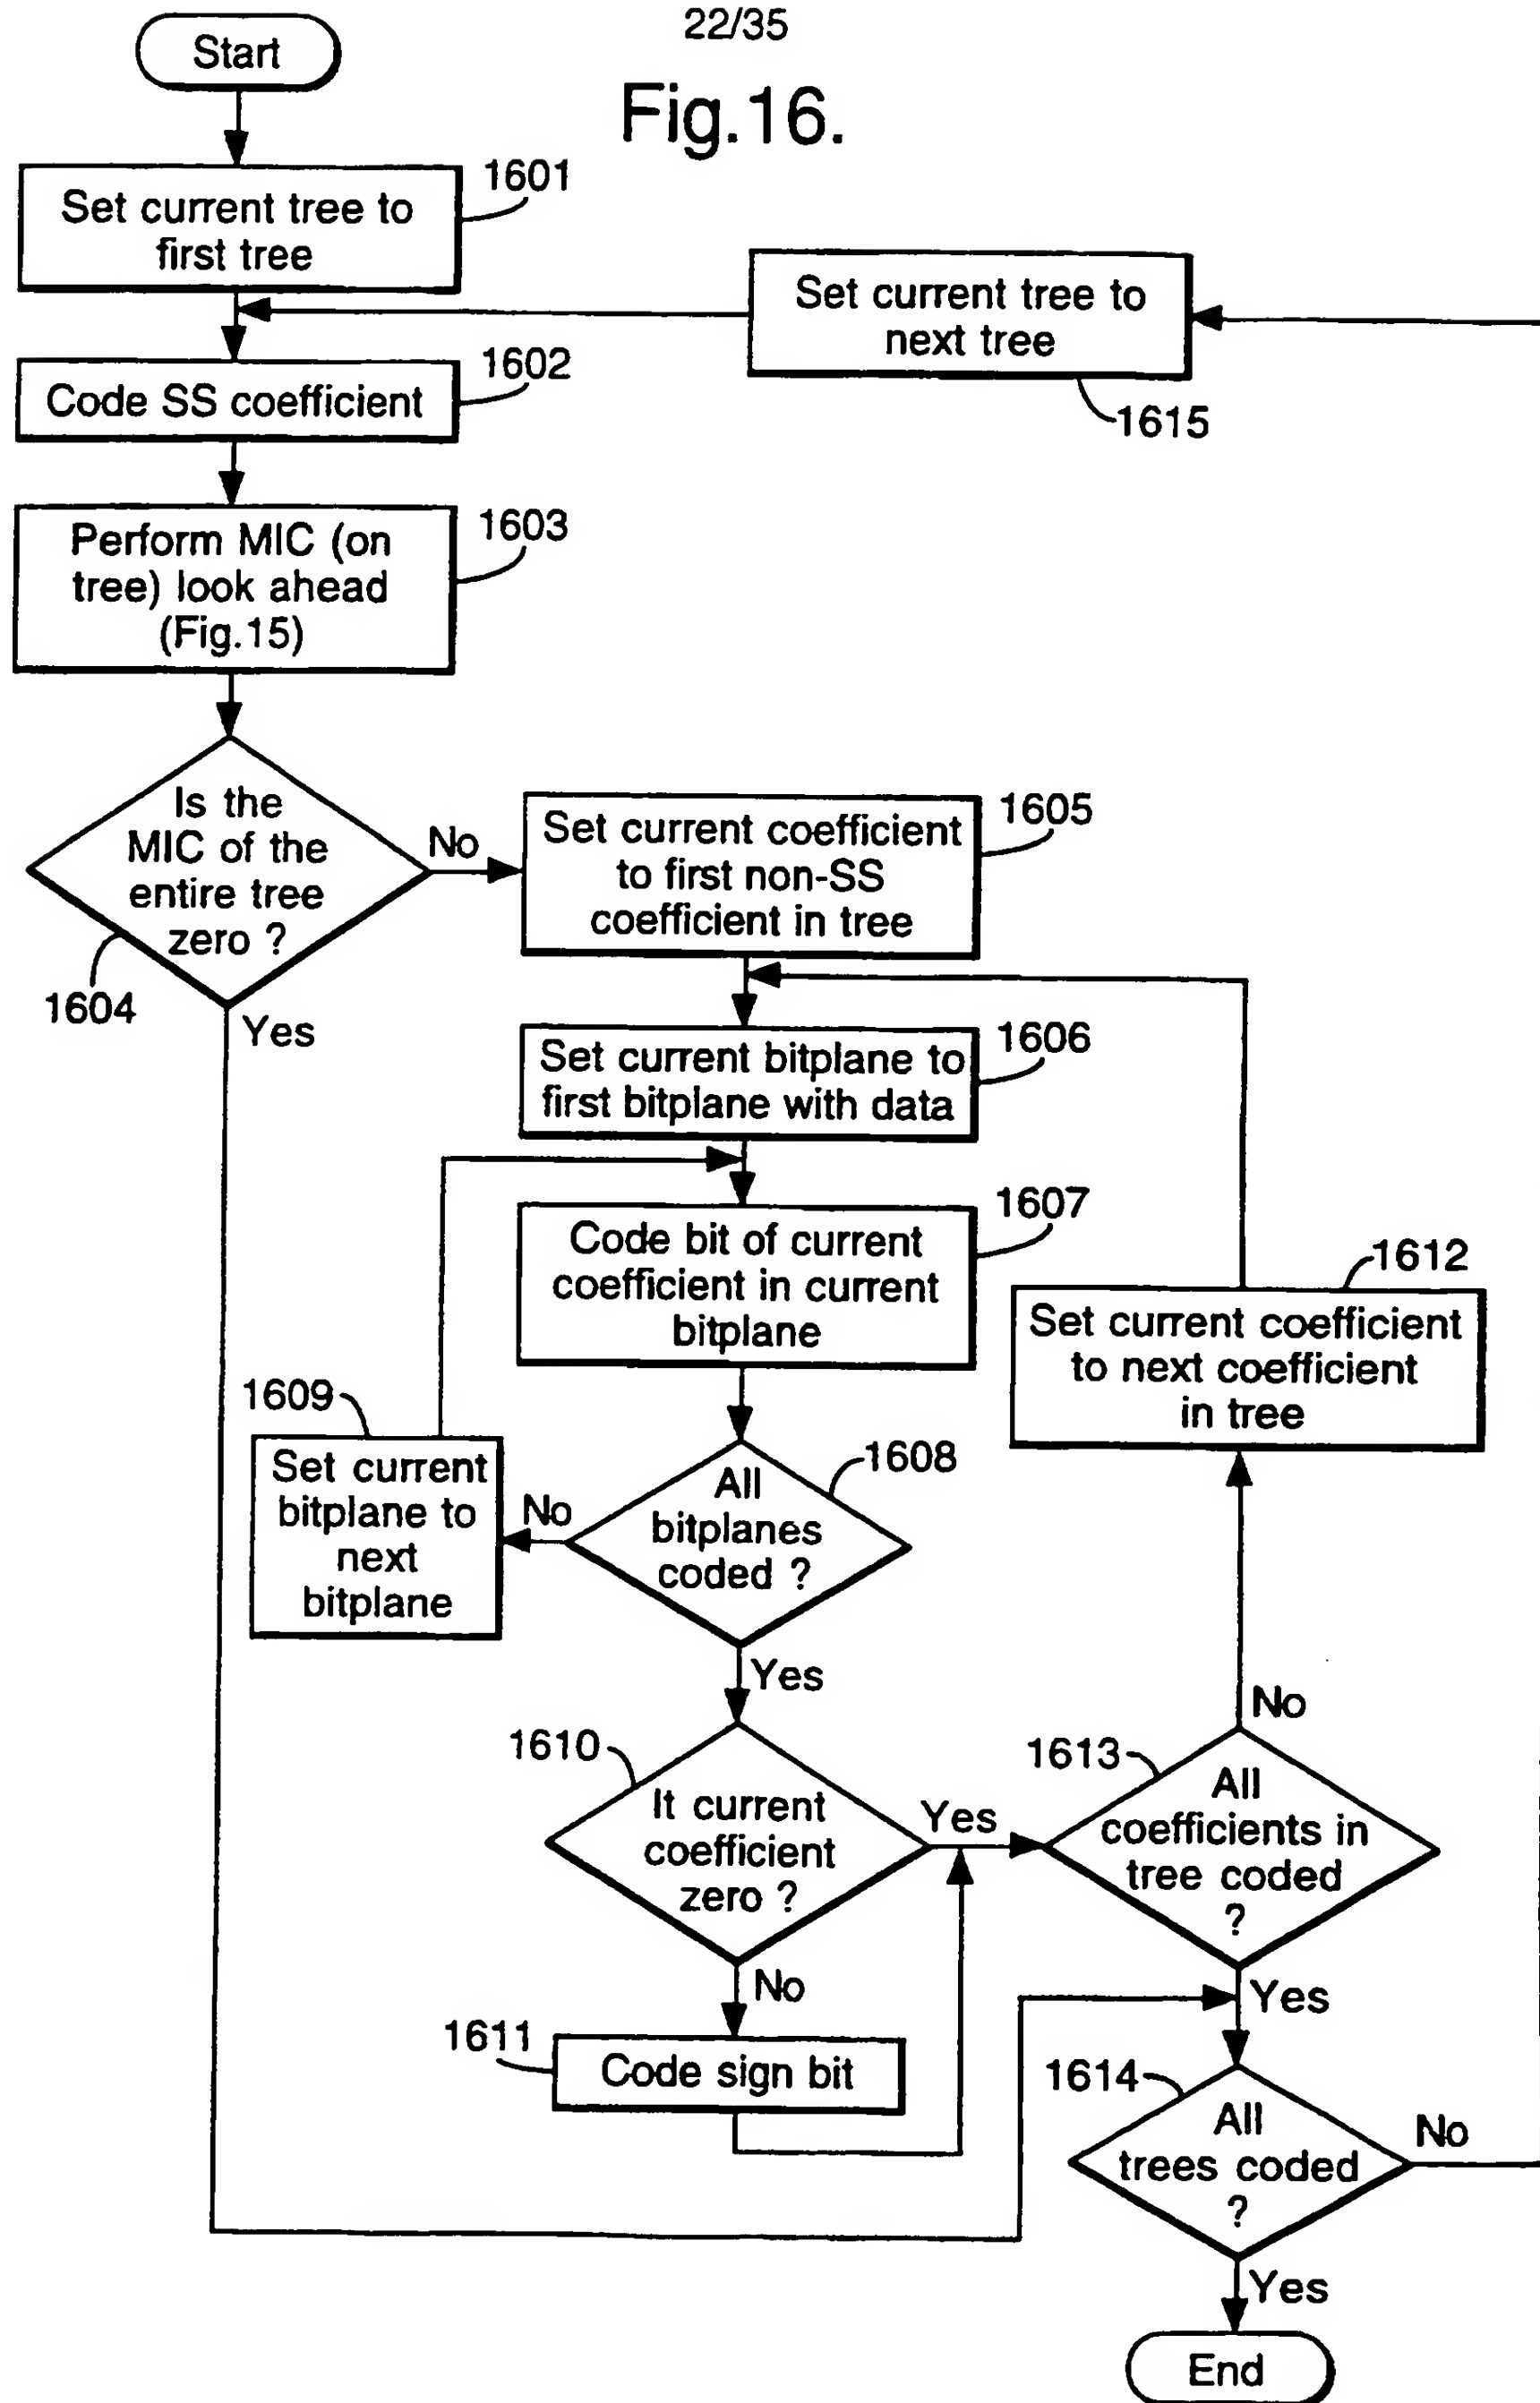 22/35
Fig.16.
Start
1601
Set current tree to
first tree
Set current tree to
next tree
1615
1602
Code SS coefficient
1603
Perform MIC (on
tree) look ahead
(Fig.15)
Is the
MIC of the
entire tree
zero ?
1604
No
Yes
1605
Set current coefficient
to first non-SS
coefficient in tree
1606
Set current bitplane to
first bitplane with data
1607
Code bit of current
coefficient in current
bitplane
1612
Set current coefficient
to next coefficient
in tree
1609
Set current
bitplane to
next
bitplane
No
1608
All
bitplanes
coded ?
Yes
1610
It current
coefficient
zero ?
Yes
No
1613
All
coefficients in
tree coded
?
No
Yes
1611
Code sign bit
1614
All
trees coded
?
No
Yes
End